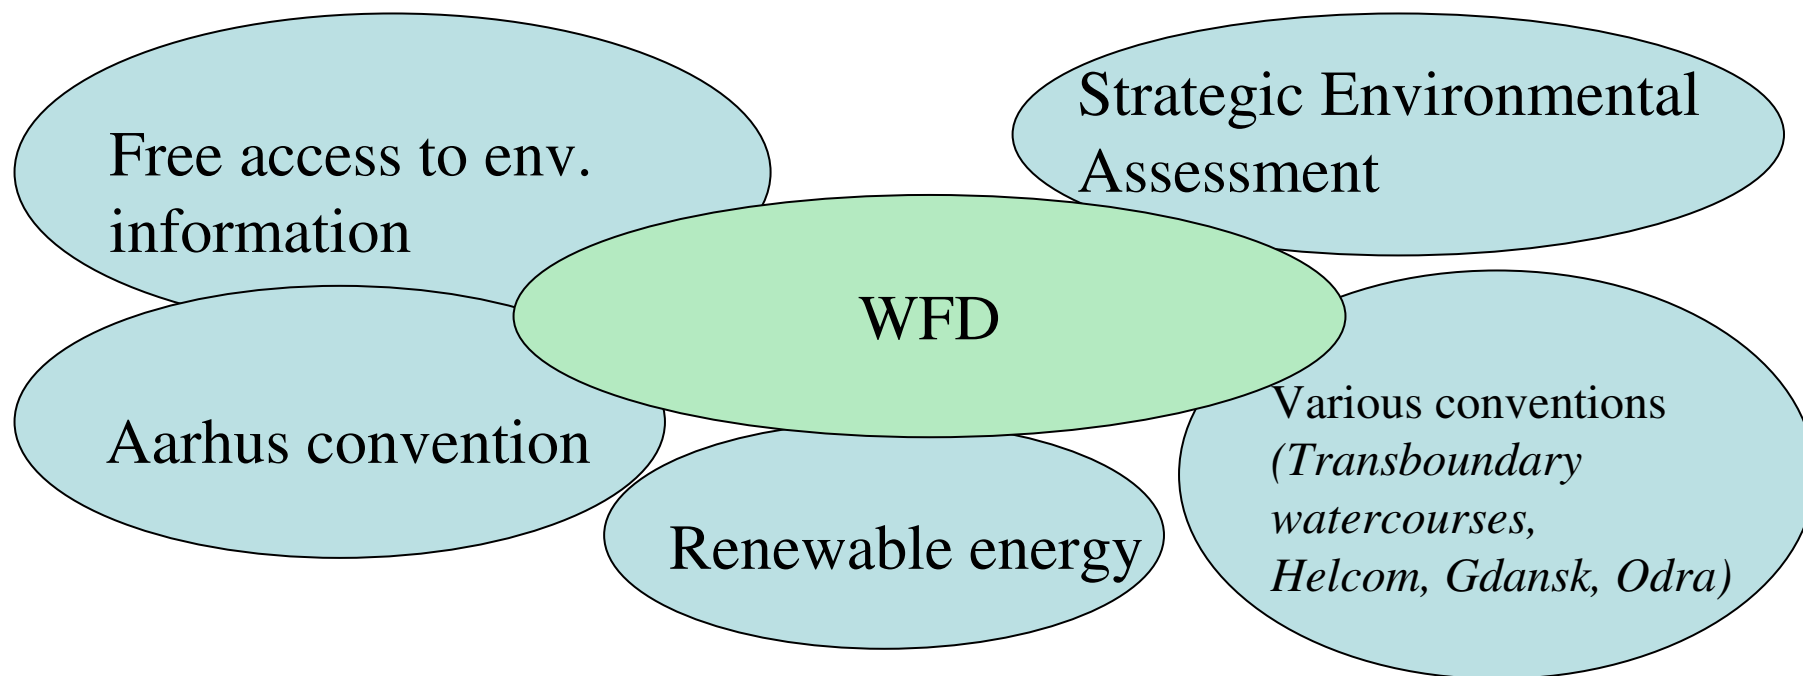 Free access to env.
information
Strategic Environmental
Assessment
WFD
Aarhus convention
Renewable energy
Various conventions
(Transboundary
watercourses,
Helcom, Gdansk, Odra)